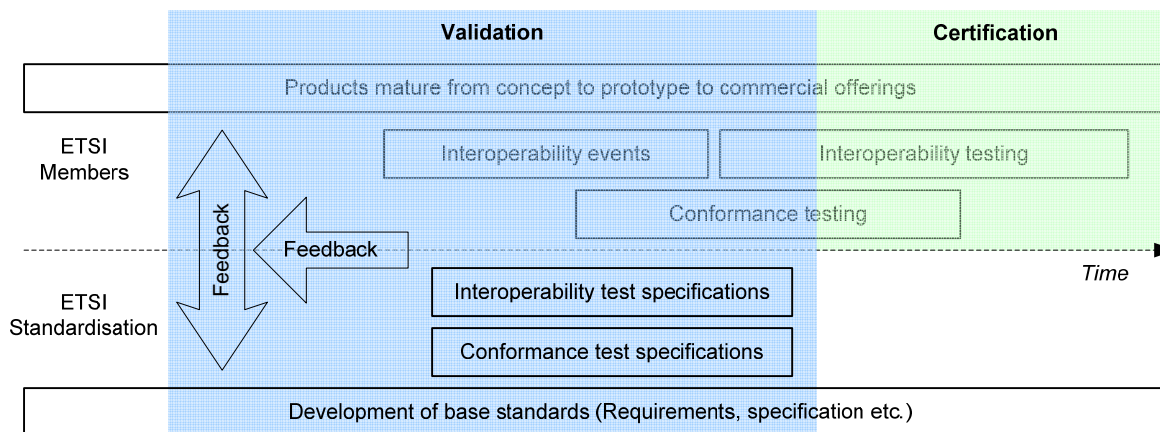 Validation
Certification
Products mature from concept to prototype to commercial offerings
ETSI
Members
Interoperability events
Interoperability testing
Conformance testing
Feedback
Feedback
Time
ETSI
Standardisation
Interoperability test specifications
Conformance test specifications
Development of base standards (Requirements, specification etc.)